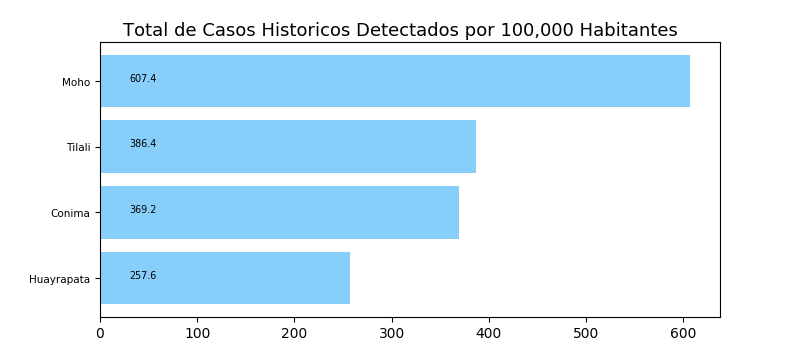 Total de Casos Historicos Detectados por 100,000 Habitantes
Moho 607.4
Tilali 386.4
Conima 369.2
Huayrapata 257.6
0 100 200 300 400 500 600